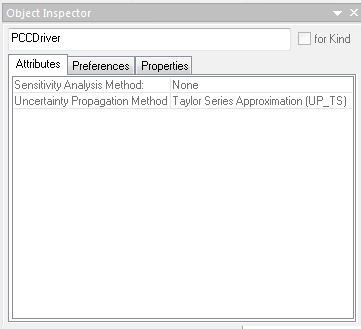 Object Inspector
PCCDriver
for Kind
Attributes Preferences Properties
Sensitivity Analysis Method: None
Uncertainty Propagation Method Taylor Series Approximation (UP_TS)